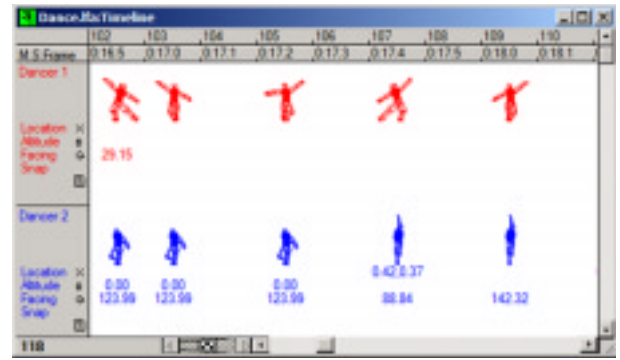 Dance.lfa:Timeline
102 103 104 105 106 107 108 109 110
M.S.Frame 0:16.5 0:17.0 0:17.1 0:17.2 0:17.3 0:17.4 0:17.5 0:18.0 0:18.1
Dancer 1
Location
Altitude
Facing 29.15
Snap
Dancer 2
Location 0.42,0.37
Altitude 0.00 0.00 0.00
Facing 123.99 123.99 123.99 88.84 142.32
Snap
118